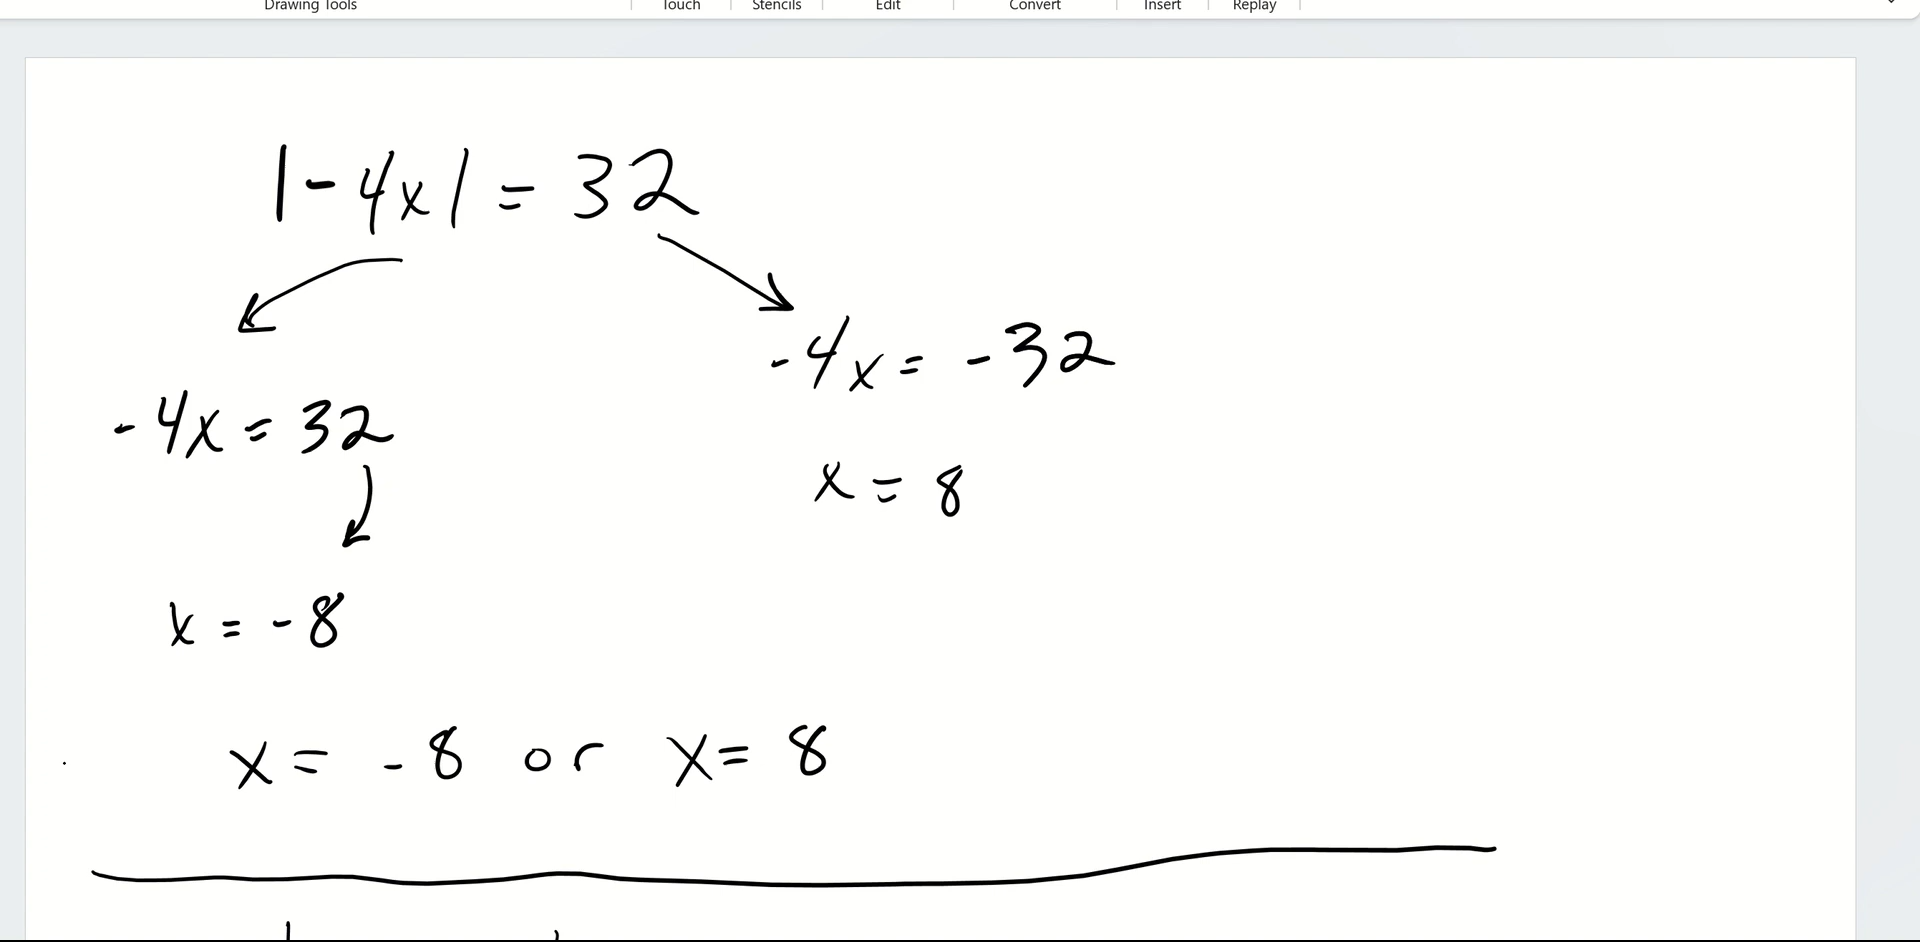 Drawing Tools Touch Stencils Edit Convert Insert Replay
|-4x| = 32
-4x = -32
-4x = 32
x = 8
x = -8
x = -8 or x = 8